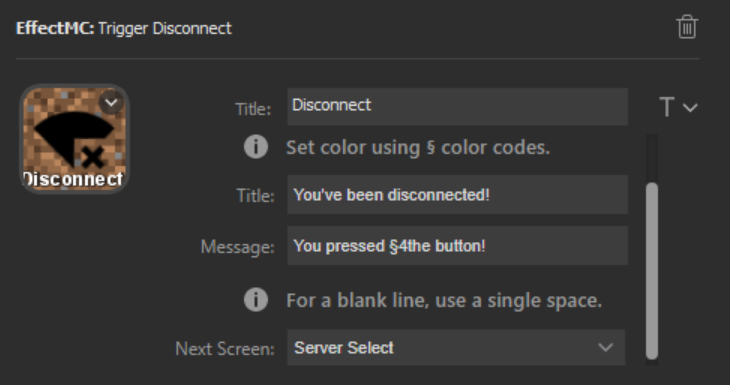 EffectMC: Trigger Disconnect
Disconnect
Title: Disconnect
T
Set color using § color codes.
Title: You've been disconnected!
Message: You pressed §4the button!
For a blank line, use a single space.
Next Screen: Server Select